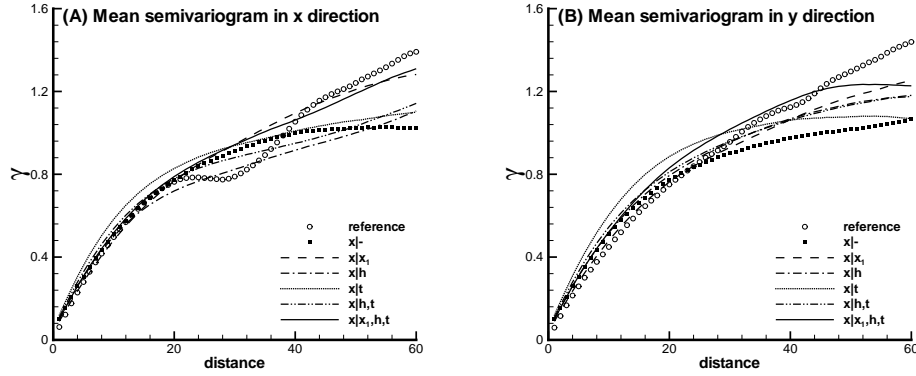 (A) Mean semivariogram in x direction
1.6
1.2
0.8
0.4
0
γ
0
20
40
60
distance
reference
x|-
x|x₁
x|h
x|t
x|h,t
x|x₁,h,t
(B) Mean semivariogram in y direction
1.6
1.2
0.8
0.4
0
γ
0
20
40
60
distance
reference
x|-
x|x₁
x|h
x|t
x|h,t
x|x₁,h,t